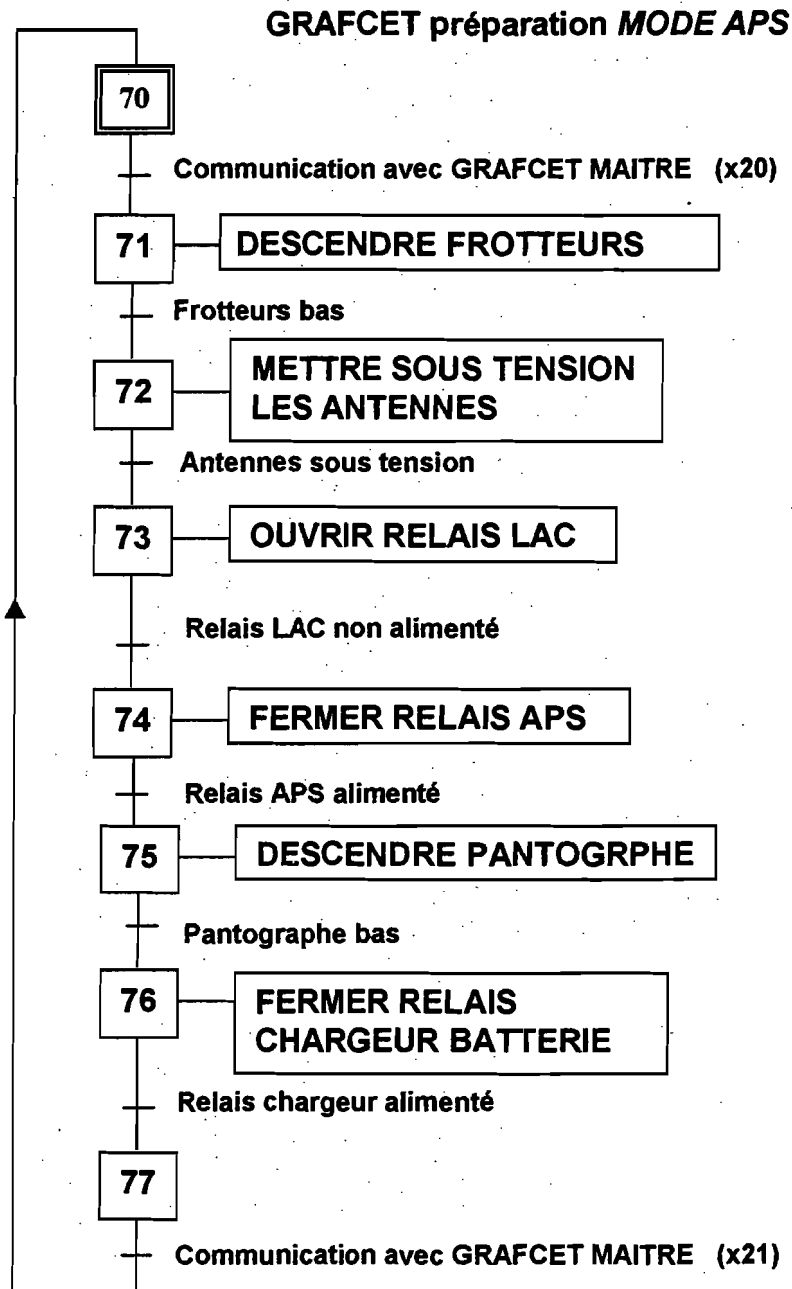 GRAFCET préparation MODE APS
70
Communication avec GRAFCET MAITRE (x20)
71 DESCENDRE FROTTEURS
Frotteurs bas
72 METTRE SOUS TENSION
LES ANTENNES
Antennes sous tension
73 OUVRIR RELAIS LAC
Relais LAC non alimenté
74 FERMER RELAIS APS
Relais APS alimenté
75 DESCENDRE PANTOGRPHE
Pantographe bas
76 FERMER RELAIS
CHARGEUR BATTERIE
Relais chargeur alimenté
77
Communication avec GRAFCET MAITRE (x21)